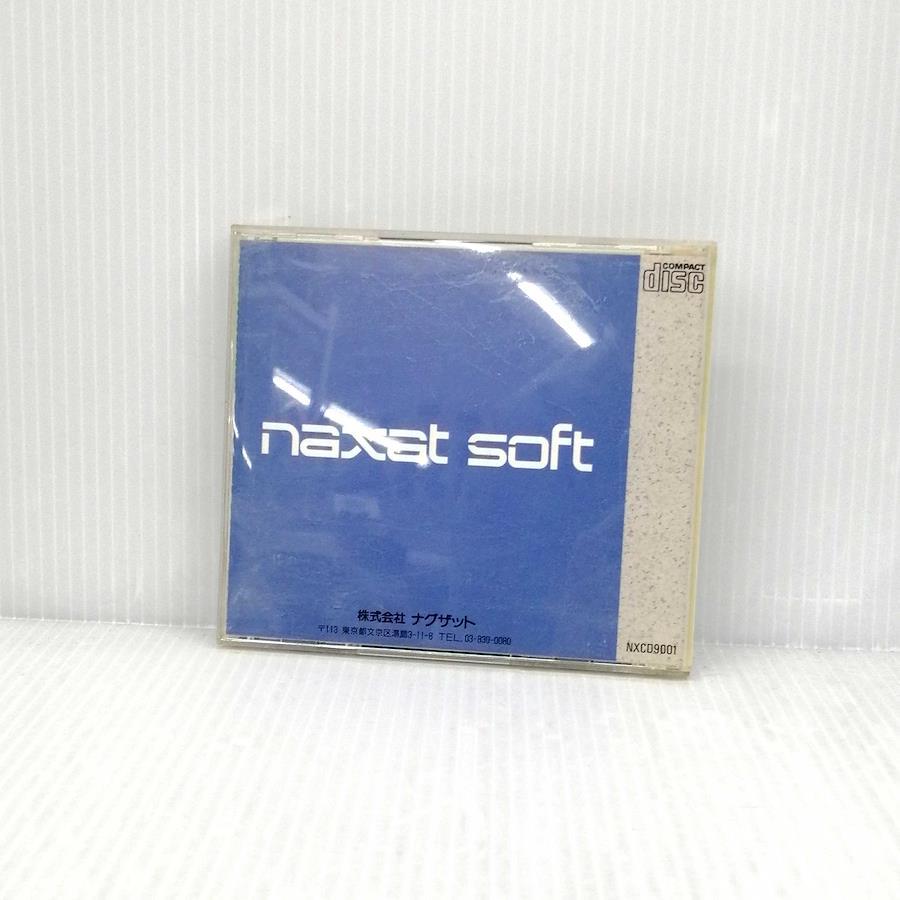 COMPACT
disc
naxat soft
株式会社 ナグザット
〒113 東京都文京区湯島3-11-8 TEL.03-839-0080
NXCD9001